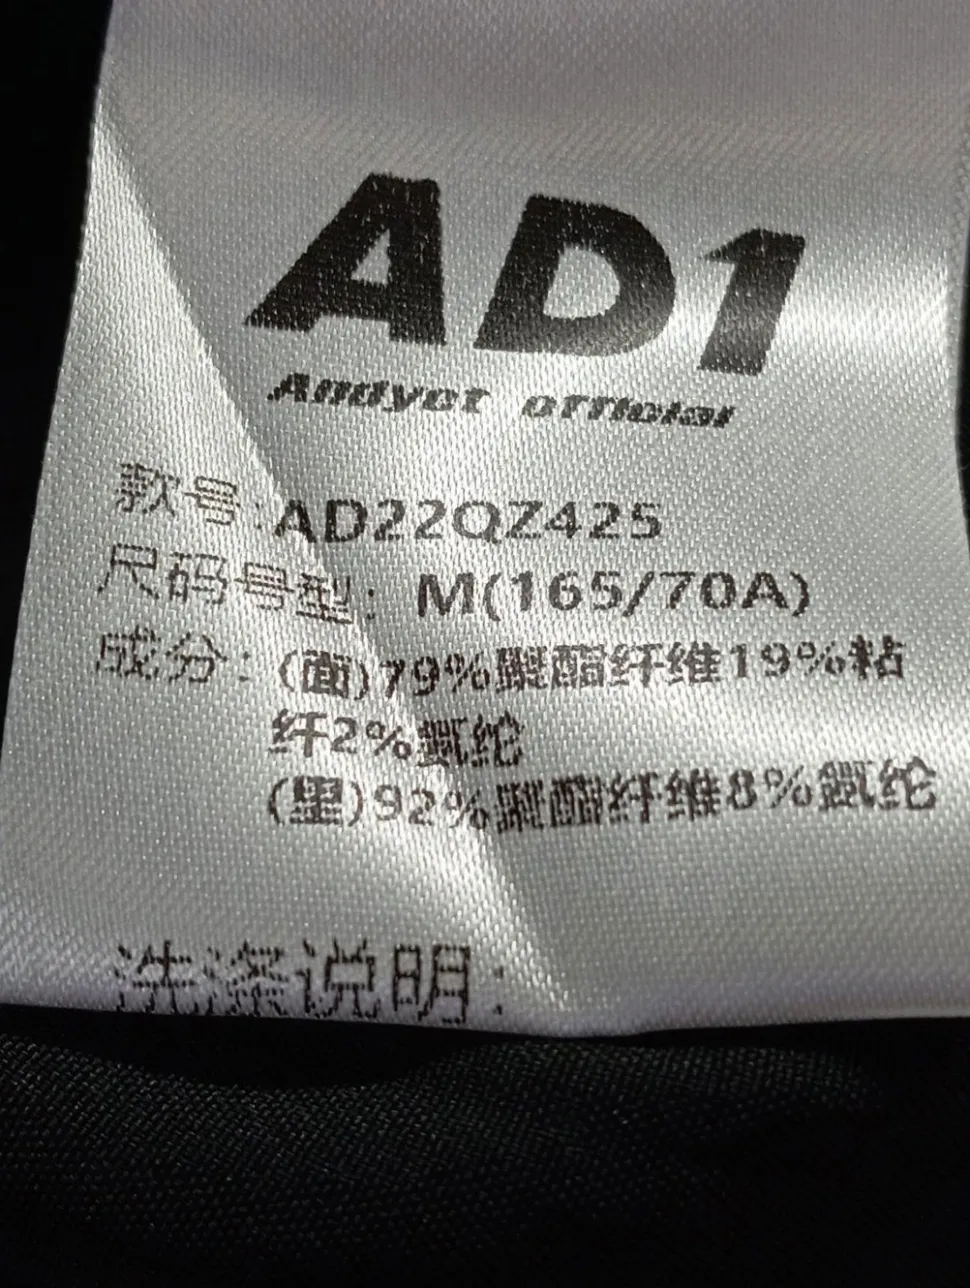 AD1
Andyet official
款号:AD22QZ425
尺码号型: M(165/70A)
成分: (面)79%聚酯纤维19%粘
纤2%氨纶
(里)92%聚酯纤维8%氨纶
洗涤说明: